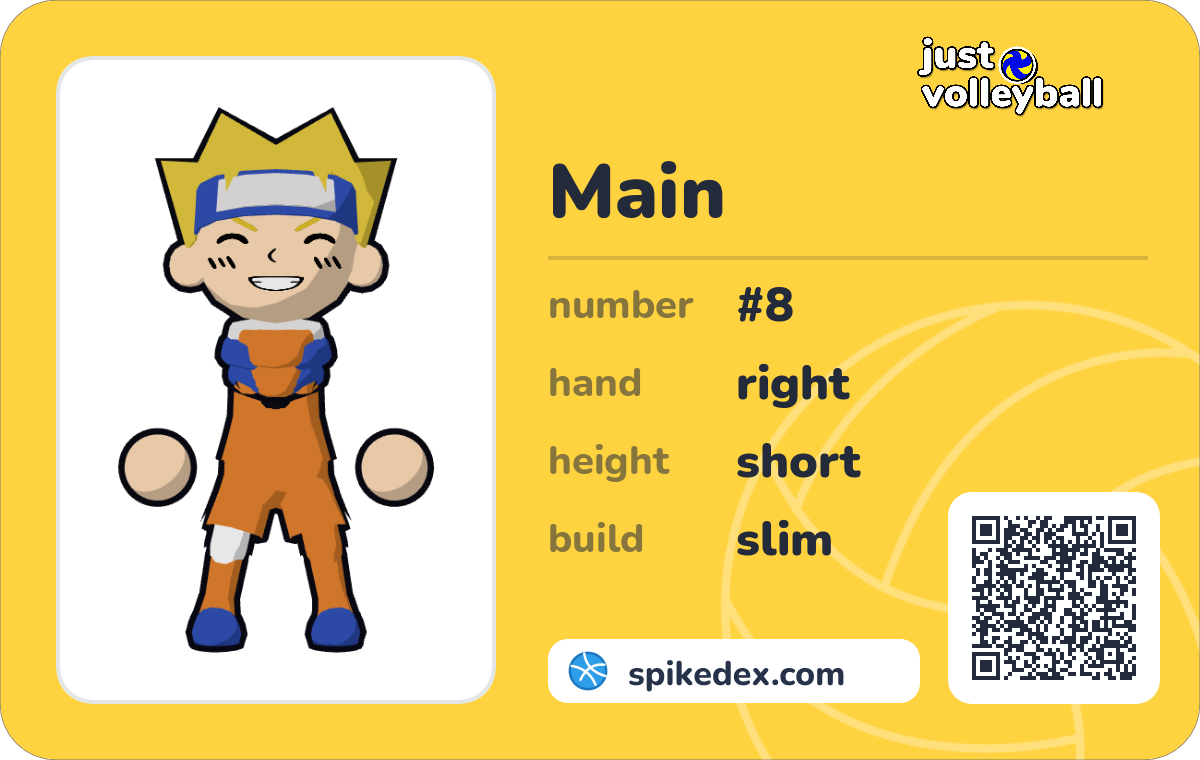 just
volleyball
Main
number #8
hand right
height short
build slim
spikedex.com